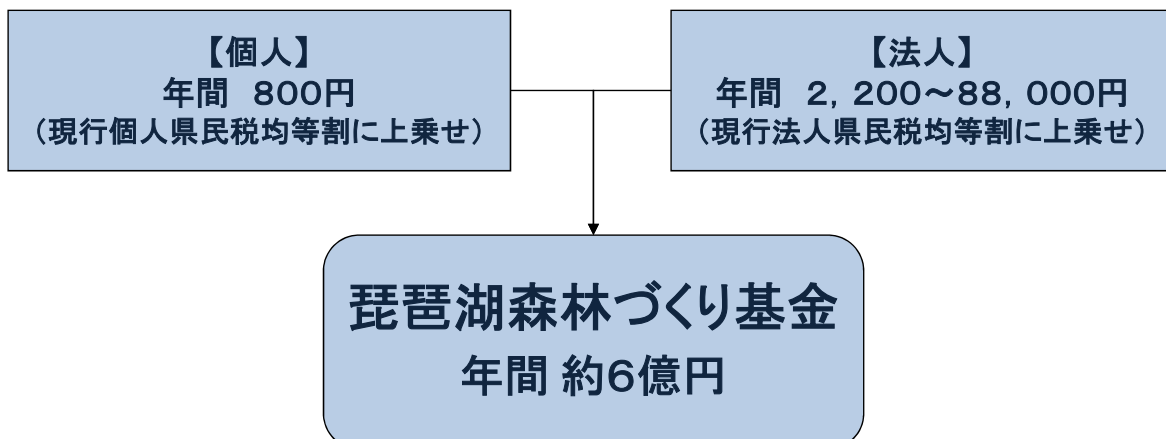 【個人】
年間　800円
（現行個人県民税均等割に上乗せ）
【法人】
年間　2，200～88，000円
（現行法人県民税均等割に上乗せ）
琵琶湖森林づくり基金
年間 約6億円